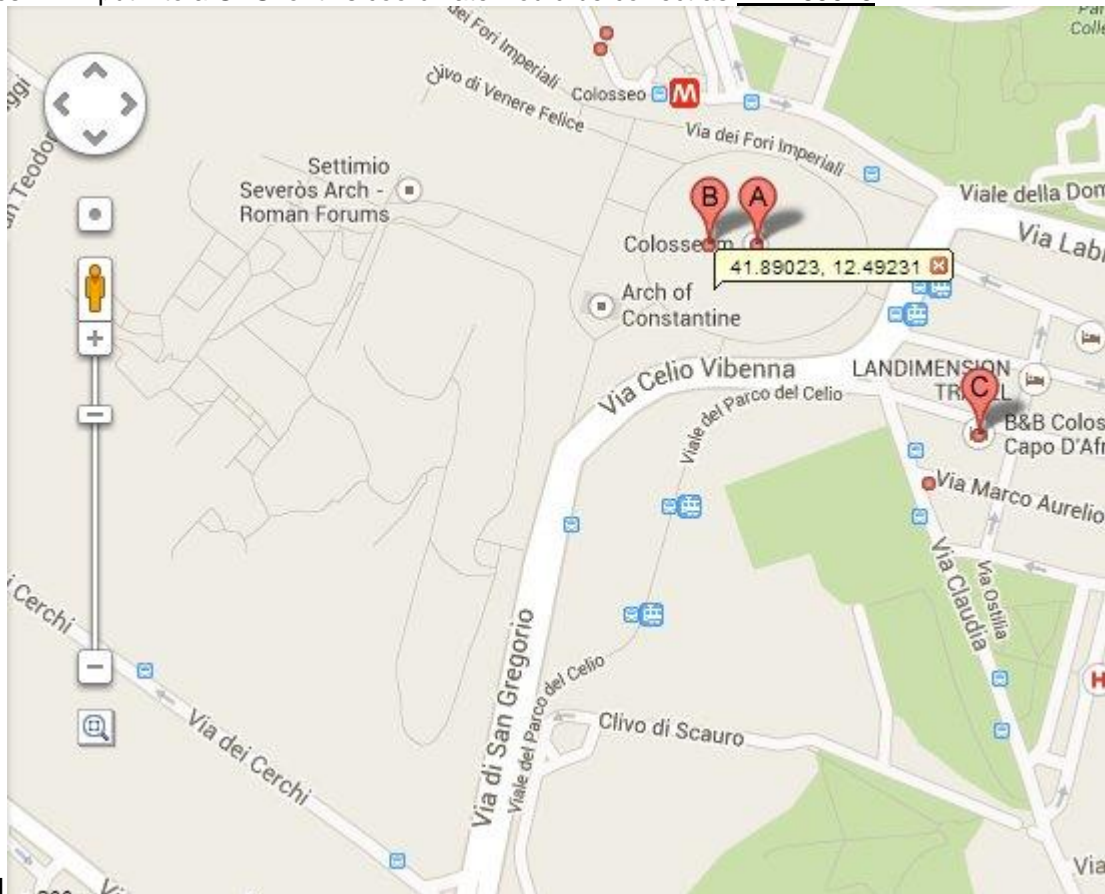 dei Fori Imperiali
Clivo di Venere Felice
Colosseo
M
Via dei Fori Imperiali
Settimio
Severòs Arch -
Roman Forums
B
A
Viale della Dom
Via Labi
Colosseum
41.89023, 12.49231
Arch of
Constantine
Via Celio Vibenna
LANDIMENSION
C
B&B Colos
Capo D'Afr
Viale del Parco del Celio
Via Marco Aurelio
Via Claudia
Via Ostilia
i Cerchi
H
Via di San Gregorio
Viale del Parco del Celio
Clivo di Scauro
Via dei Cerchi
Via